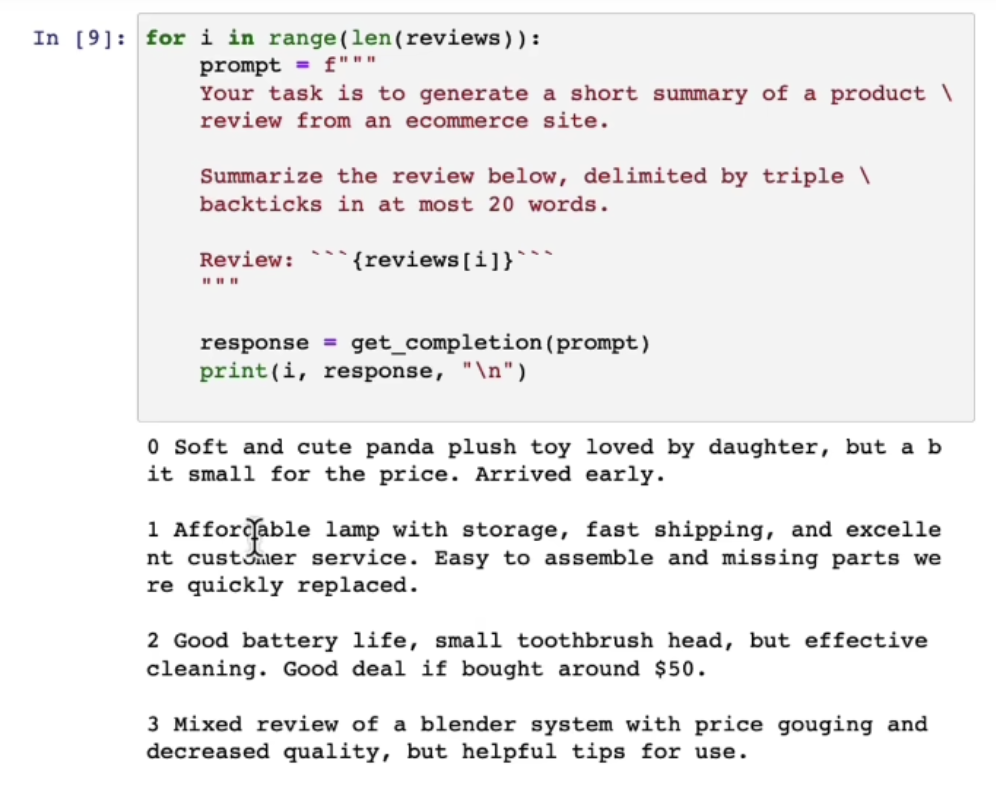 In [9]: for i in range(len(reviews)):
    prompt = f"""
    Your task is to generate a short summary of a product \
    review from an ecommerce site.

    Summarize the review below, delimited by triple \
    backticks in at most 20 words.

    Review: ```{reviews[i]}```
    """

    response = get_completion(prompt)
    print(i, response, "\n")

0 Soft and cute panda plush toy loved by daughter, but a b
it small for the price. Arrived early.

1 Affordable lamp with storage, fast shipping, and excelle
nt customer service. Easy to assemble and missing parts we
re quickly replaced.

2 Good battery life, small toothbrush head, but effective
cleaning. Good deal if bought around $50.

3 Mixed review of a blender system with price gouging and
decreased quality, but helpful tips for use.